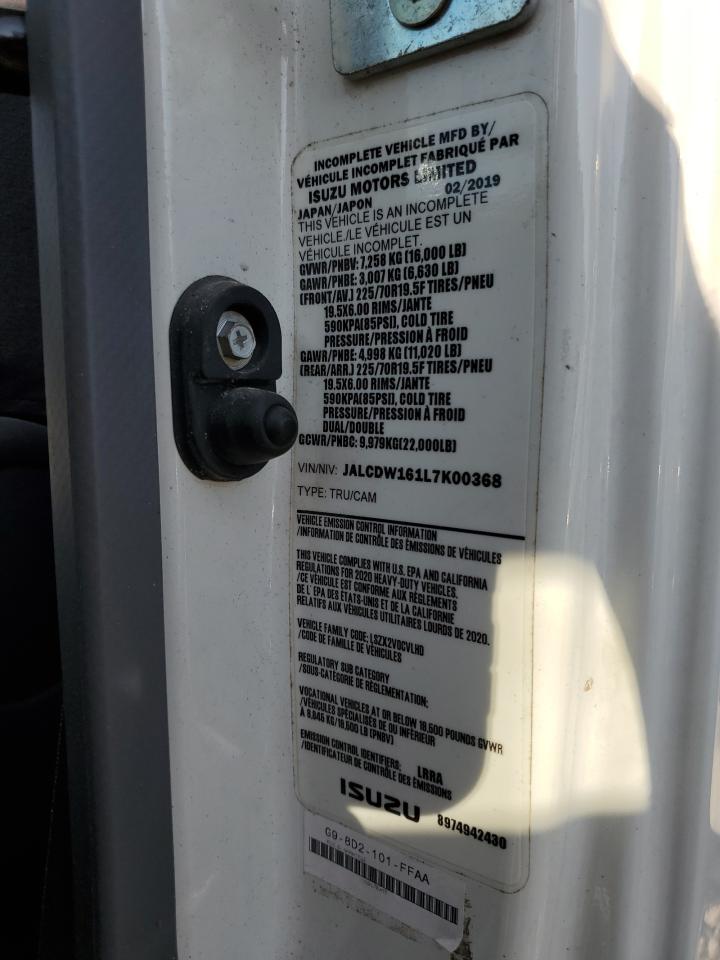 INCOMPLETE VEHICLE MFD BY/
VÉHICULE INCOMPLET FABRIQUÉ PAR
ISUZU MOTORS LIMITED
JAPAN/JAPON 02/2019
THIS VEHICLE IS AN INCOMPLETE
VEHICLE./LE VÉHICULE EST UN
VÉHICULE INCOMPLET.
GVWR/PNBV: 7,258 KG (16,000 LB)
GAWR/PNBE: 3,007 KG (6,630 LB)
(FRONT/AV.) 225/70R19.5F TIRES/PNEU
19.5X6.00 RIMS/JANTE
590KPA(85PSI), COLD TIRE
PRESSURE/PRESSION À FROID
GAWR/PNBE: 4,998 KG (11,020 LB)
(REAR/ARR.) 225/70R19.5F TIRES/PNEU
19.5X6.00 RIMS/JANTE
590KPA(85PSI), COLD TIRE
PRESSURE/PRESSION À FROID
DUAL/DOUBLE
GCWR/PNBC: 9,979KG(22,000LB)
VIN/NIV: JALCDW161L7K00368
TYPE: TRU/CAM
VEHICLE EMISSION CONTROL INFORMATION
/INFORMATION DE CONTRÔLE DES ÉMISSIONS DE VÉHICULES
THIS VEHICLE COMPLIES WITH U.S. EPA AND CALIFORNIA
REGULATIONS FOR 2020 HEAVY-DUTY VEHICLES.
/CE VÉHICULE EST CONFORME AUX RÈGLEMENTS
DE L' EPA DES ÉTATS-UNIS ET DE LA CALIFORNIE
RELATIFS AUX VÉHICULES UTILITAIRES LOURDS DE 2020.
VEHICLE FAMILY CODE: LSZX2VOCVLHD
/CODE DE FAMILLE DE VÉHICULES
REGULATORY SUB CATEGORY
/SOUS-CATÉGORIE DE RÉGLEMENTATION:
VOCATIONAL VEHICLES AT OR BELOW 19,500 POUNDS GVWR
/VÉHICULES SPÉCIALISÉS DE OU INFÉRIEUR
À 8,845 KG/19,500 LB (PNBV)
EMISSION CONTROL IDENTIFIERS: LRRA
/IDENTIFICATEUR DE CONTRÔLE DES ÉMISSIONS
ISUZU 8974942430
G9-8D2-101-FFAA